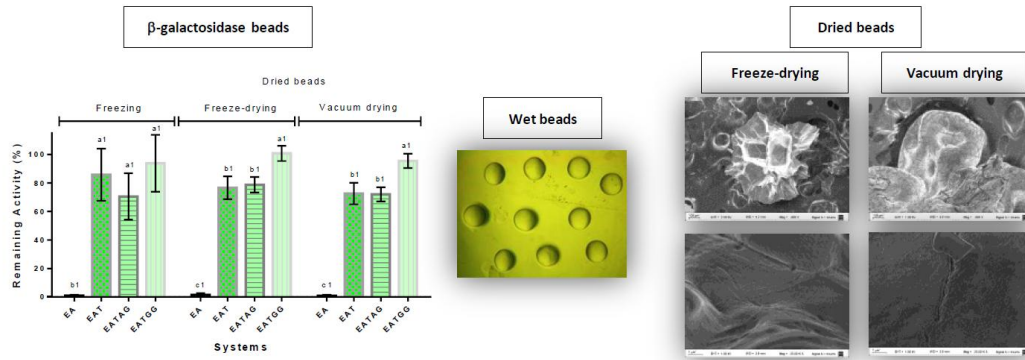 β-galactosidase beads
Dried beads
Freezing
Freeze-drying
Vacuum drying
Remaining Activity (%)
100
80
60
40
20
0
b1
a1
a1
a1
c1
b1
b1
a1
c1
b1
b1
a1
EA
EAT
EATAG
EATGG
EA
EAT
EATAG
EATGG
EA
EAT
EATAG
EATGG
Systems
Wet beads
Dried beads
Freeze-drying
Vacuum drying